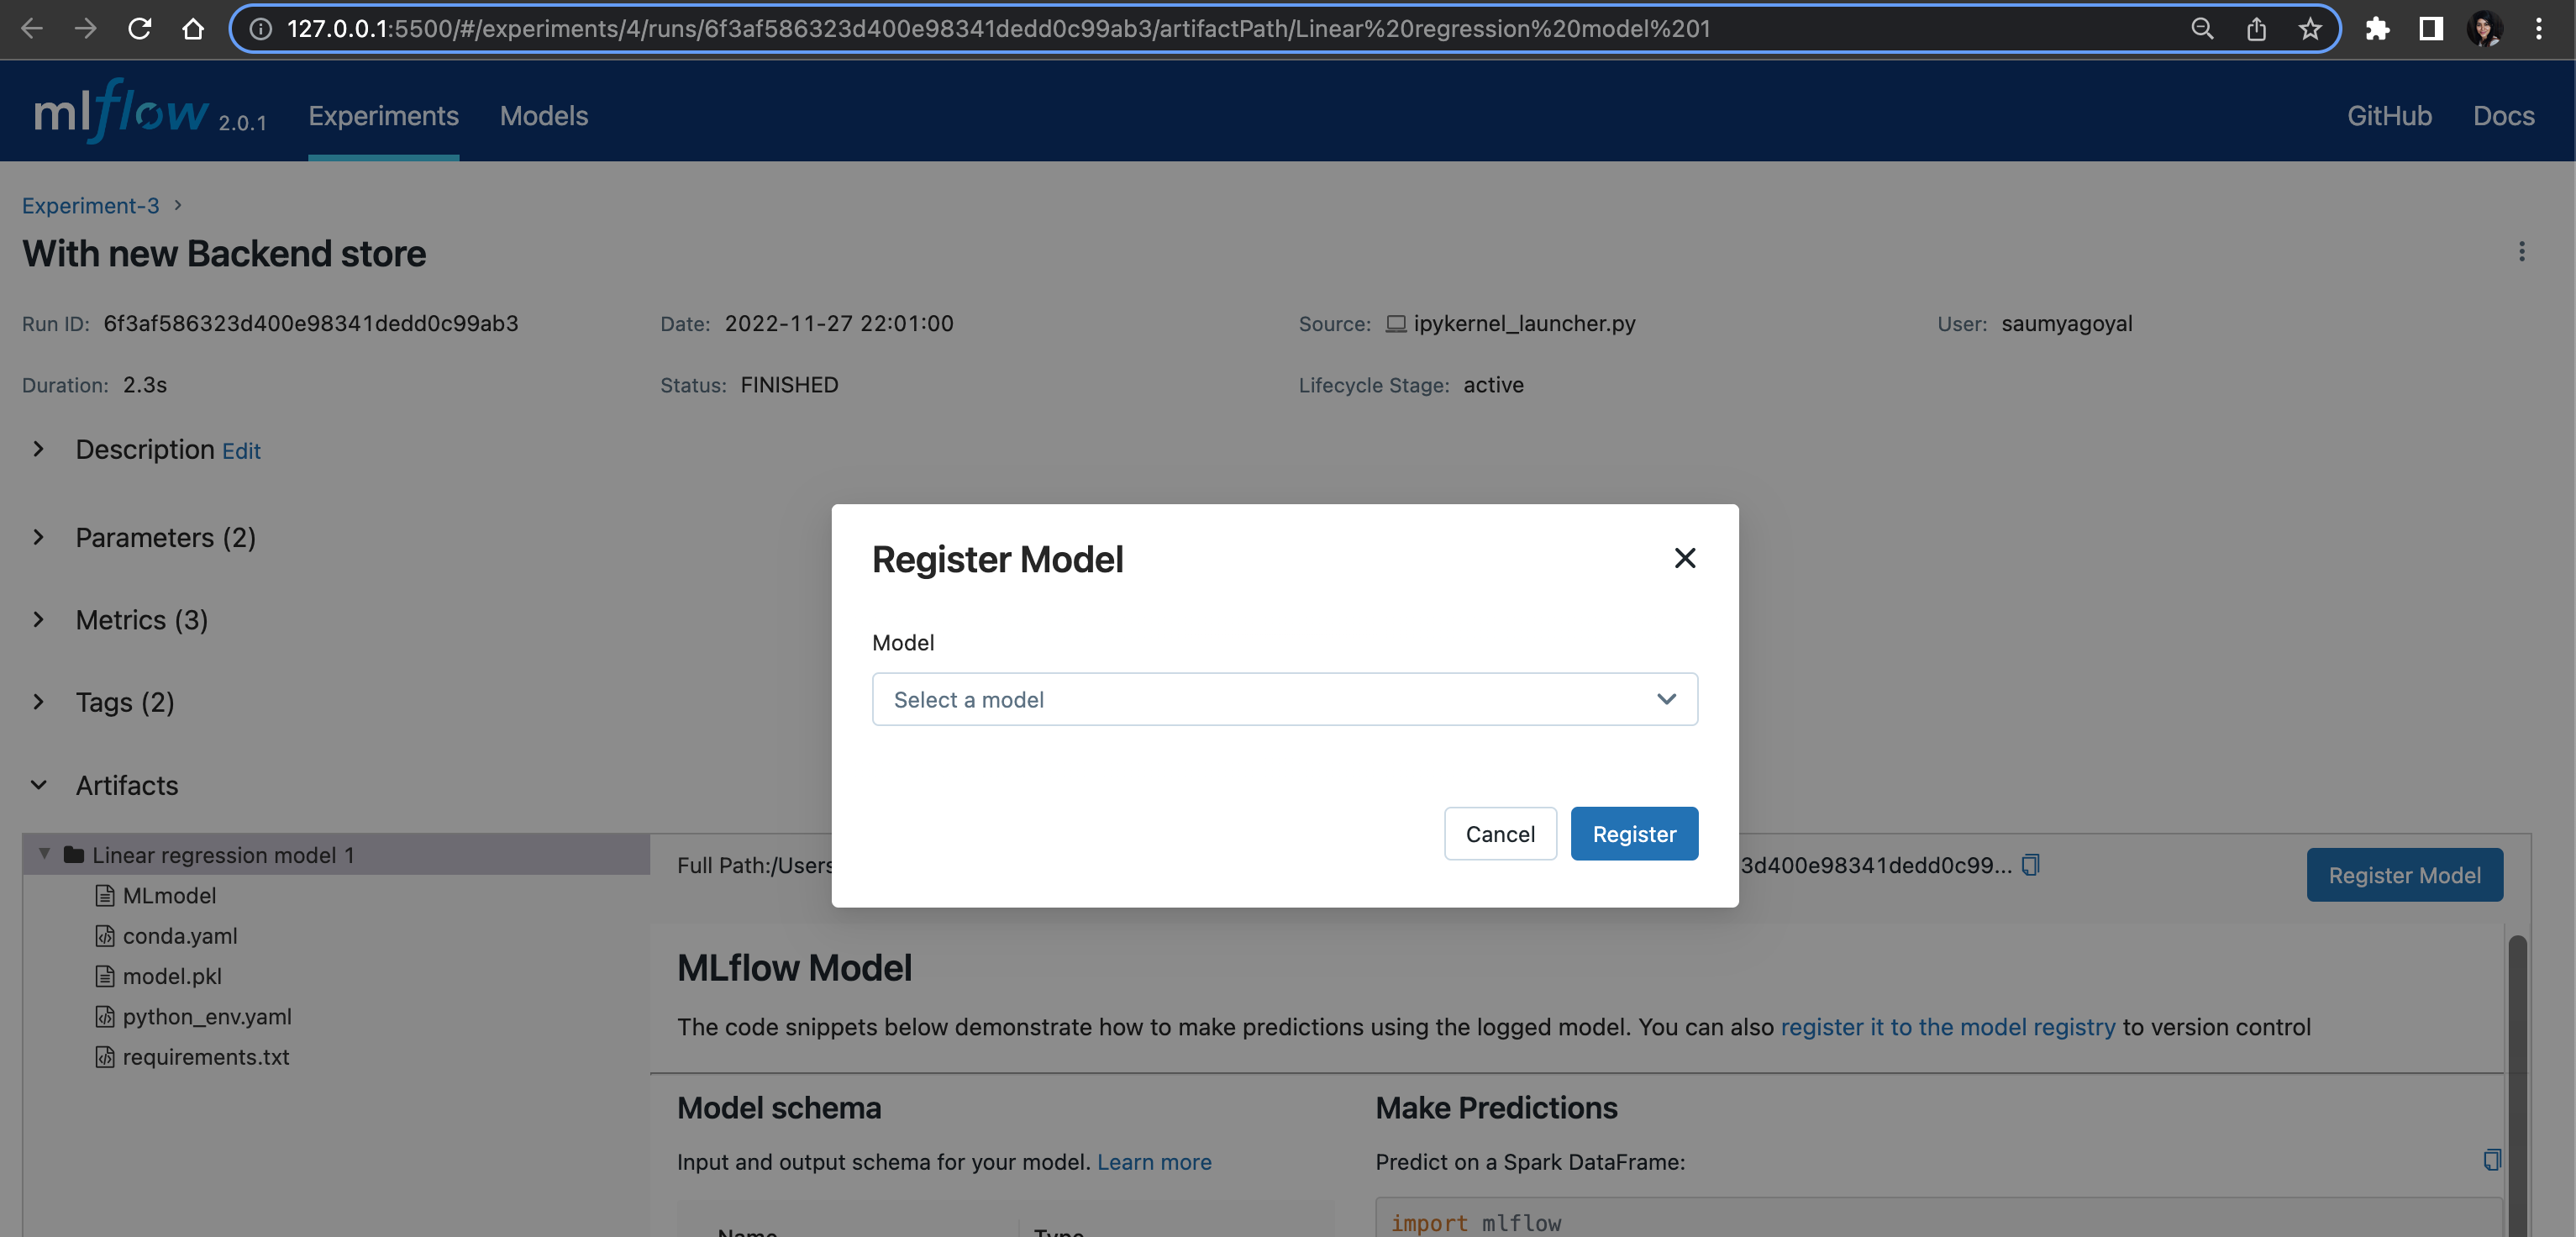 127.0.0.1:5500/#/experiments/4/runs/6f3af586323d400e98341dedd0c99ab3/artifactPath/Linear%20regression%20model%201
mlflow 2.0.1 Experiments Models GitHub Docs
Experiment-3
With new Backend store
Run ID: 6f3af586323d400e98341dedd0c99ab3 Date: 2022-11-27 22:01:00 Source: ipykernel_launcher.py User: saumyagoyal
Duration: 2.3s Status: FINISHED Lifecycle Stage: active
Description Edit
Parameters (2)
Metrics (3)
Tags (2)
Artifacts
Register Model
Model
Select a model
Cancel Register
Linear regression model 1
MLmodel
conda.yaml
model.pkl
python_env.yaml
requirements.txt
Full Path:/Users 3d400e98341dedd0c99...
Register Model
MLflow Model
The code snippets below demonstrate how to make predictions using the logged model. You can also register it to the model registry to version control
Model schema
Input and output schema for your model. Learn more
Name Type
Make Predictions
Predict on a Spark DataFrame:
import mlflow